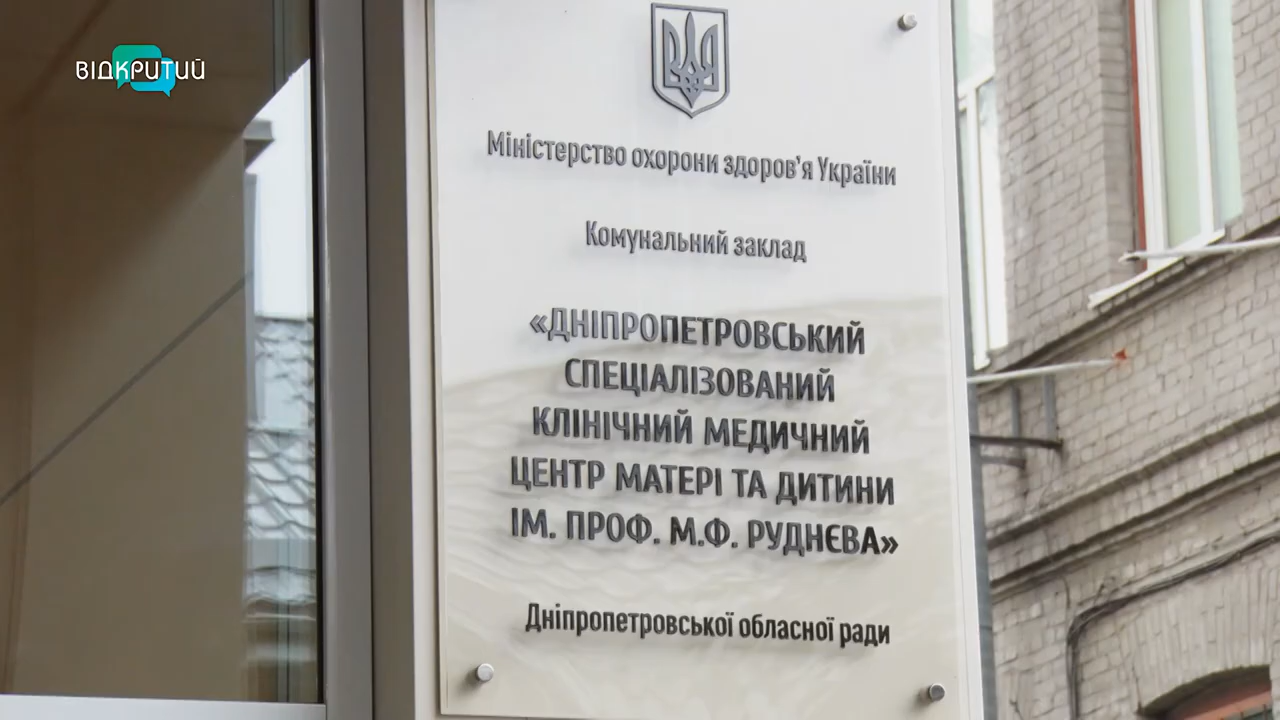 ВІДКРИТИЙ
Міністерство охорони здоров’я України
Комунальний заклад
«ДНІПРОПЕТРОВСЬКИЙ
СПЕЦІАЛІЗОВАНИЙ
КЛІНІЧНИЙ МЕДИЧНИЙ
ЦЕНТР МАТЕРІ ТА ДИТИНИ
ІМ. ПРОФ. М.Ф. РУДНЄВА»
Дніпропетровської обласної ради